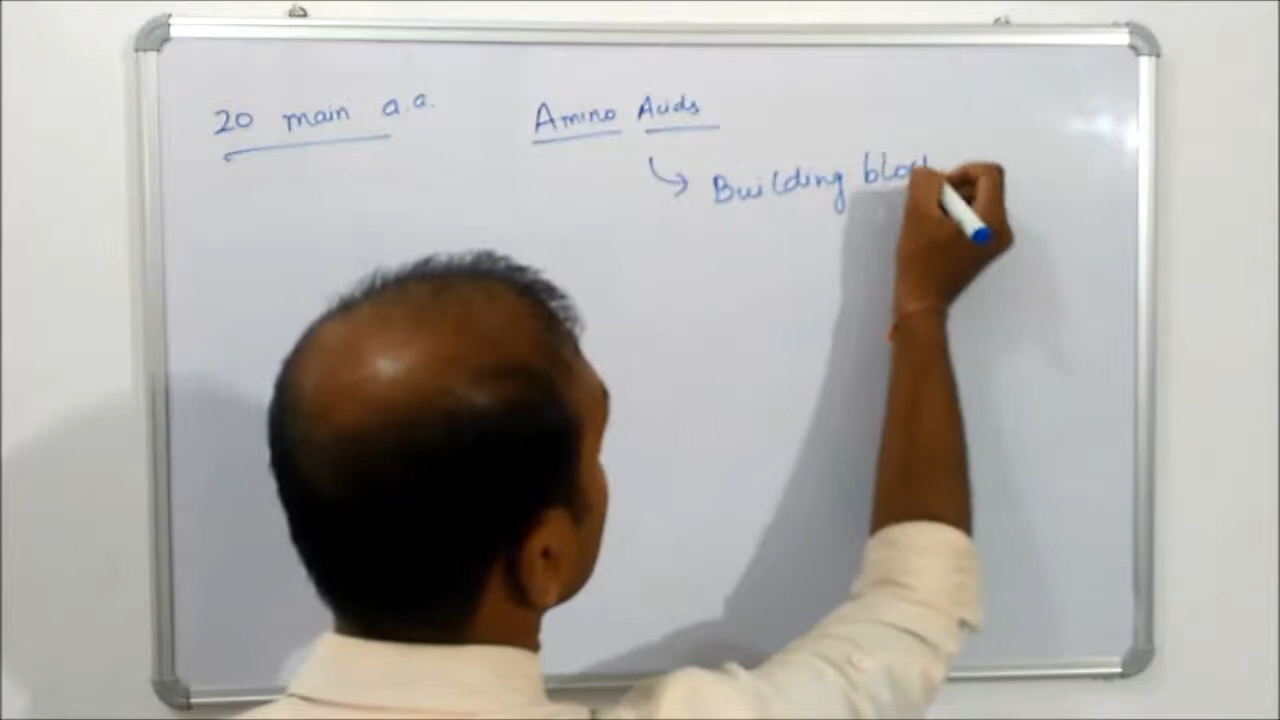 20 main a.a.
Amino Acids
↳ Building